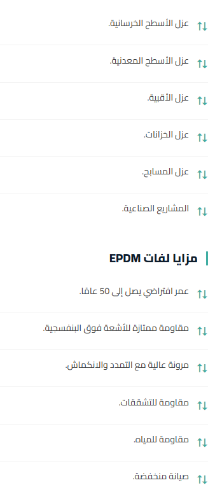 عزل الأسطح الخرسانية.
عزل الأسطح المعدنية.
عزل الأقبية.
عزل الخزانات.
عزل المسابح.
المشاريع الصناعية.
مزايا لفات EPDM
عمر افتراضي يصل إلى 50 عامًا.
مقاومة ممتازة للأشعة فوق البنفسجية.
مرونة عالية مع التمدد والانكماش.
مقاومة للتشققات.
مقاومة للمياه.
صيانة منخفضة.